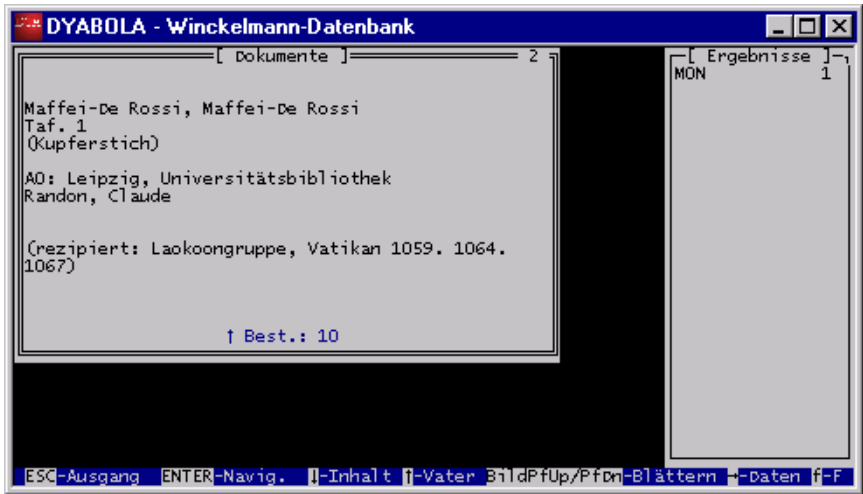 DYABOLA - Winckelmann-Datenbank
[ Dokumente ] 2
Maffei-De Rossi, Maffei-De Rossi
Taf. 1
(Kupferstich)
AO: Leipzig, Universitätsbibliothek
Randon, Claude
(rezipiert: Laokoongruppe, Vatikan 1059. 1064.
1067)
↑ Best.: 10
[ Ergebnisse ]
MON 1
ESC-Ausgang ENTER-Navig. ↓-Inhalt ↑-Vater BildPfUp/PfDn-Blättern →-Daten f-F